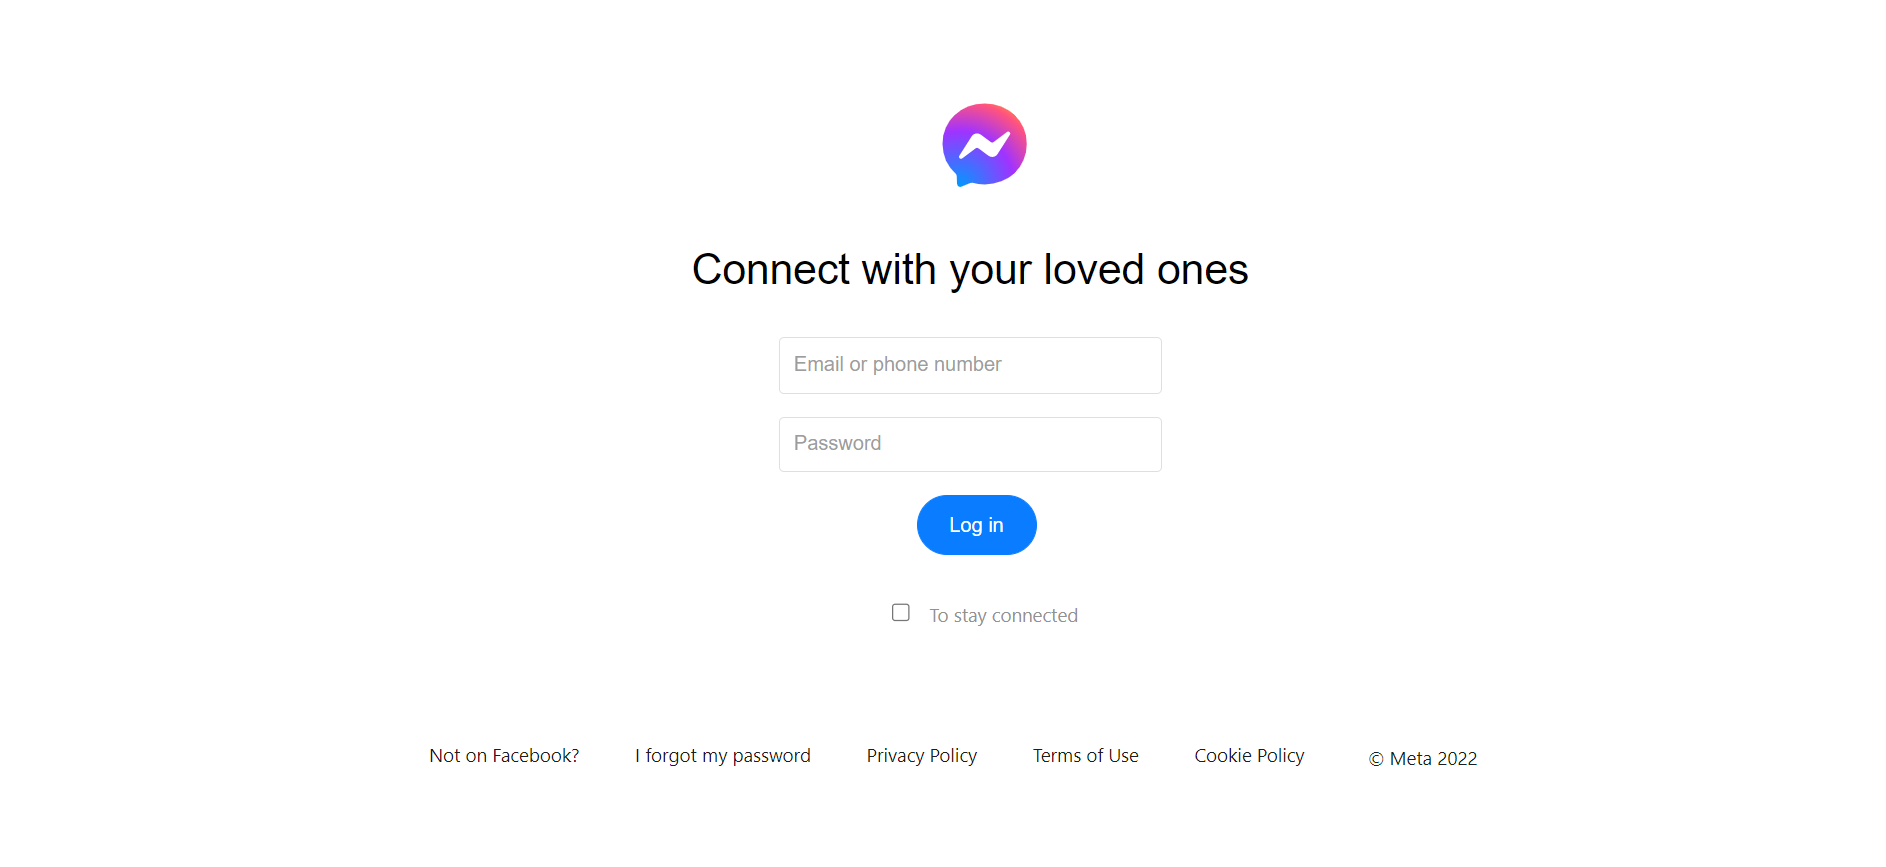 Connect with your loved ones
Email or phone number
Password
Log in
To stay connected
Not on Facebook? I forgot my password Privacy Policy Terms of Use Cookie Policy © Meta 2022